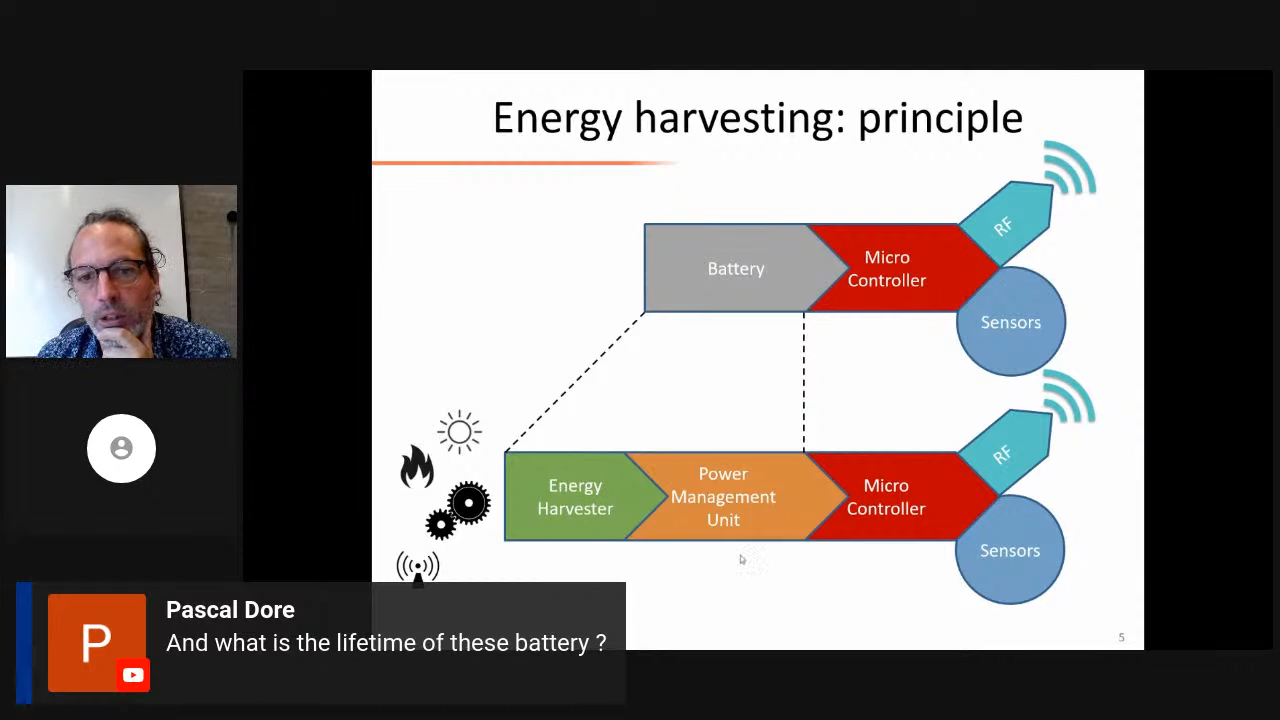 Energy harvesting: principle
RF
Battery
Micro
Controller
Sensors
RF
Energy
Harvester
Power
Management
Unit
Micro
Controller
Sensors
5
P
Pascal Dore
And what is the lifetime of these battery ?